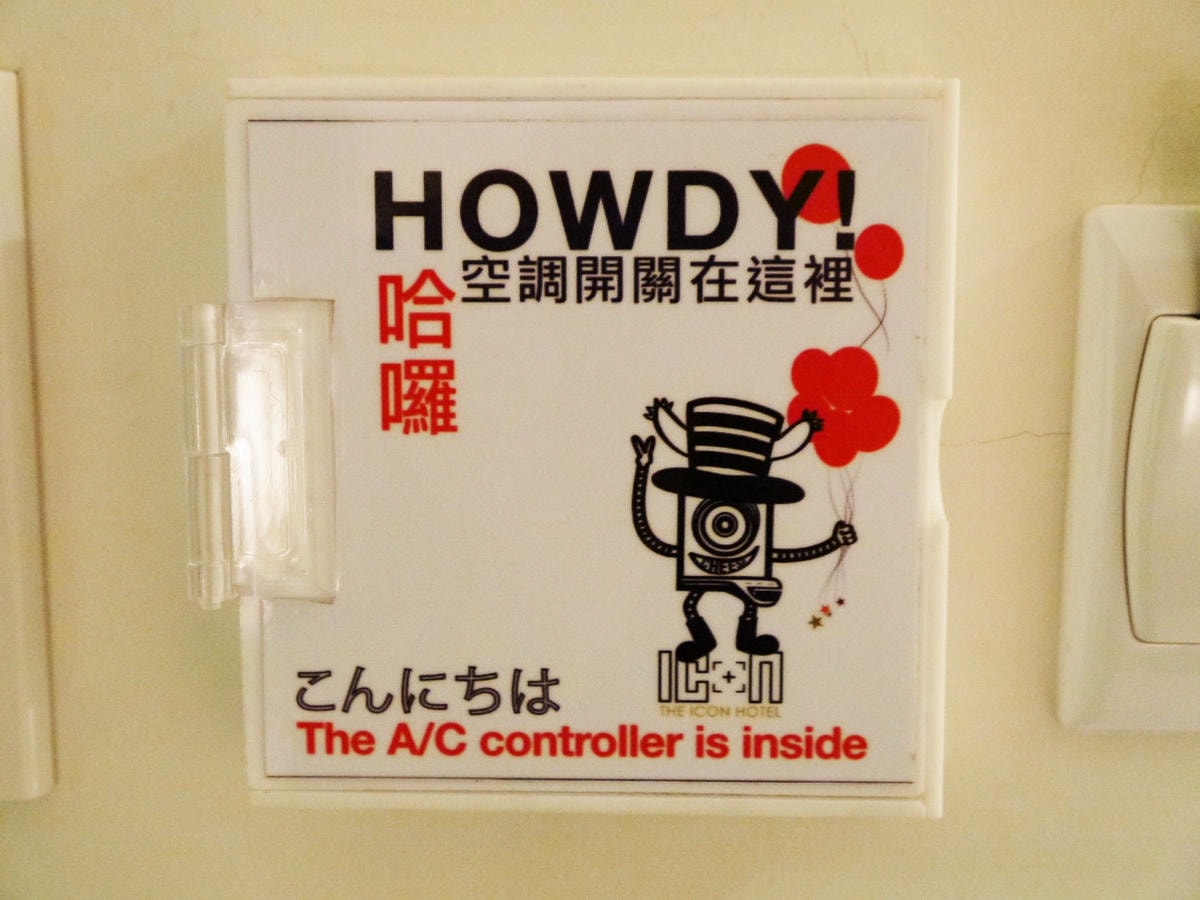 HOWDY!
空調開關在這裡
哈囉
CHEESE
ICON
THE ICON HOTEL
こんにちは
The A/C controller is inside